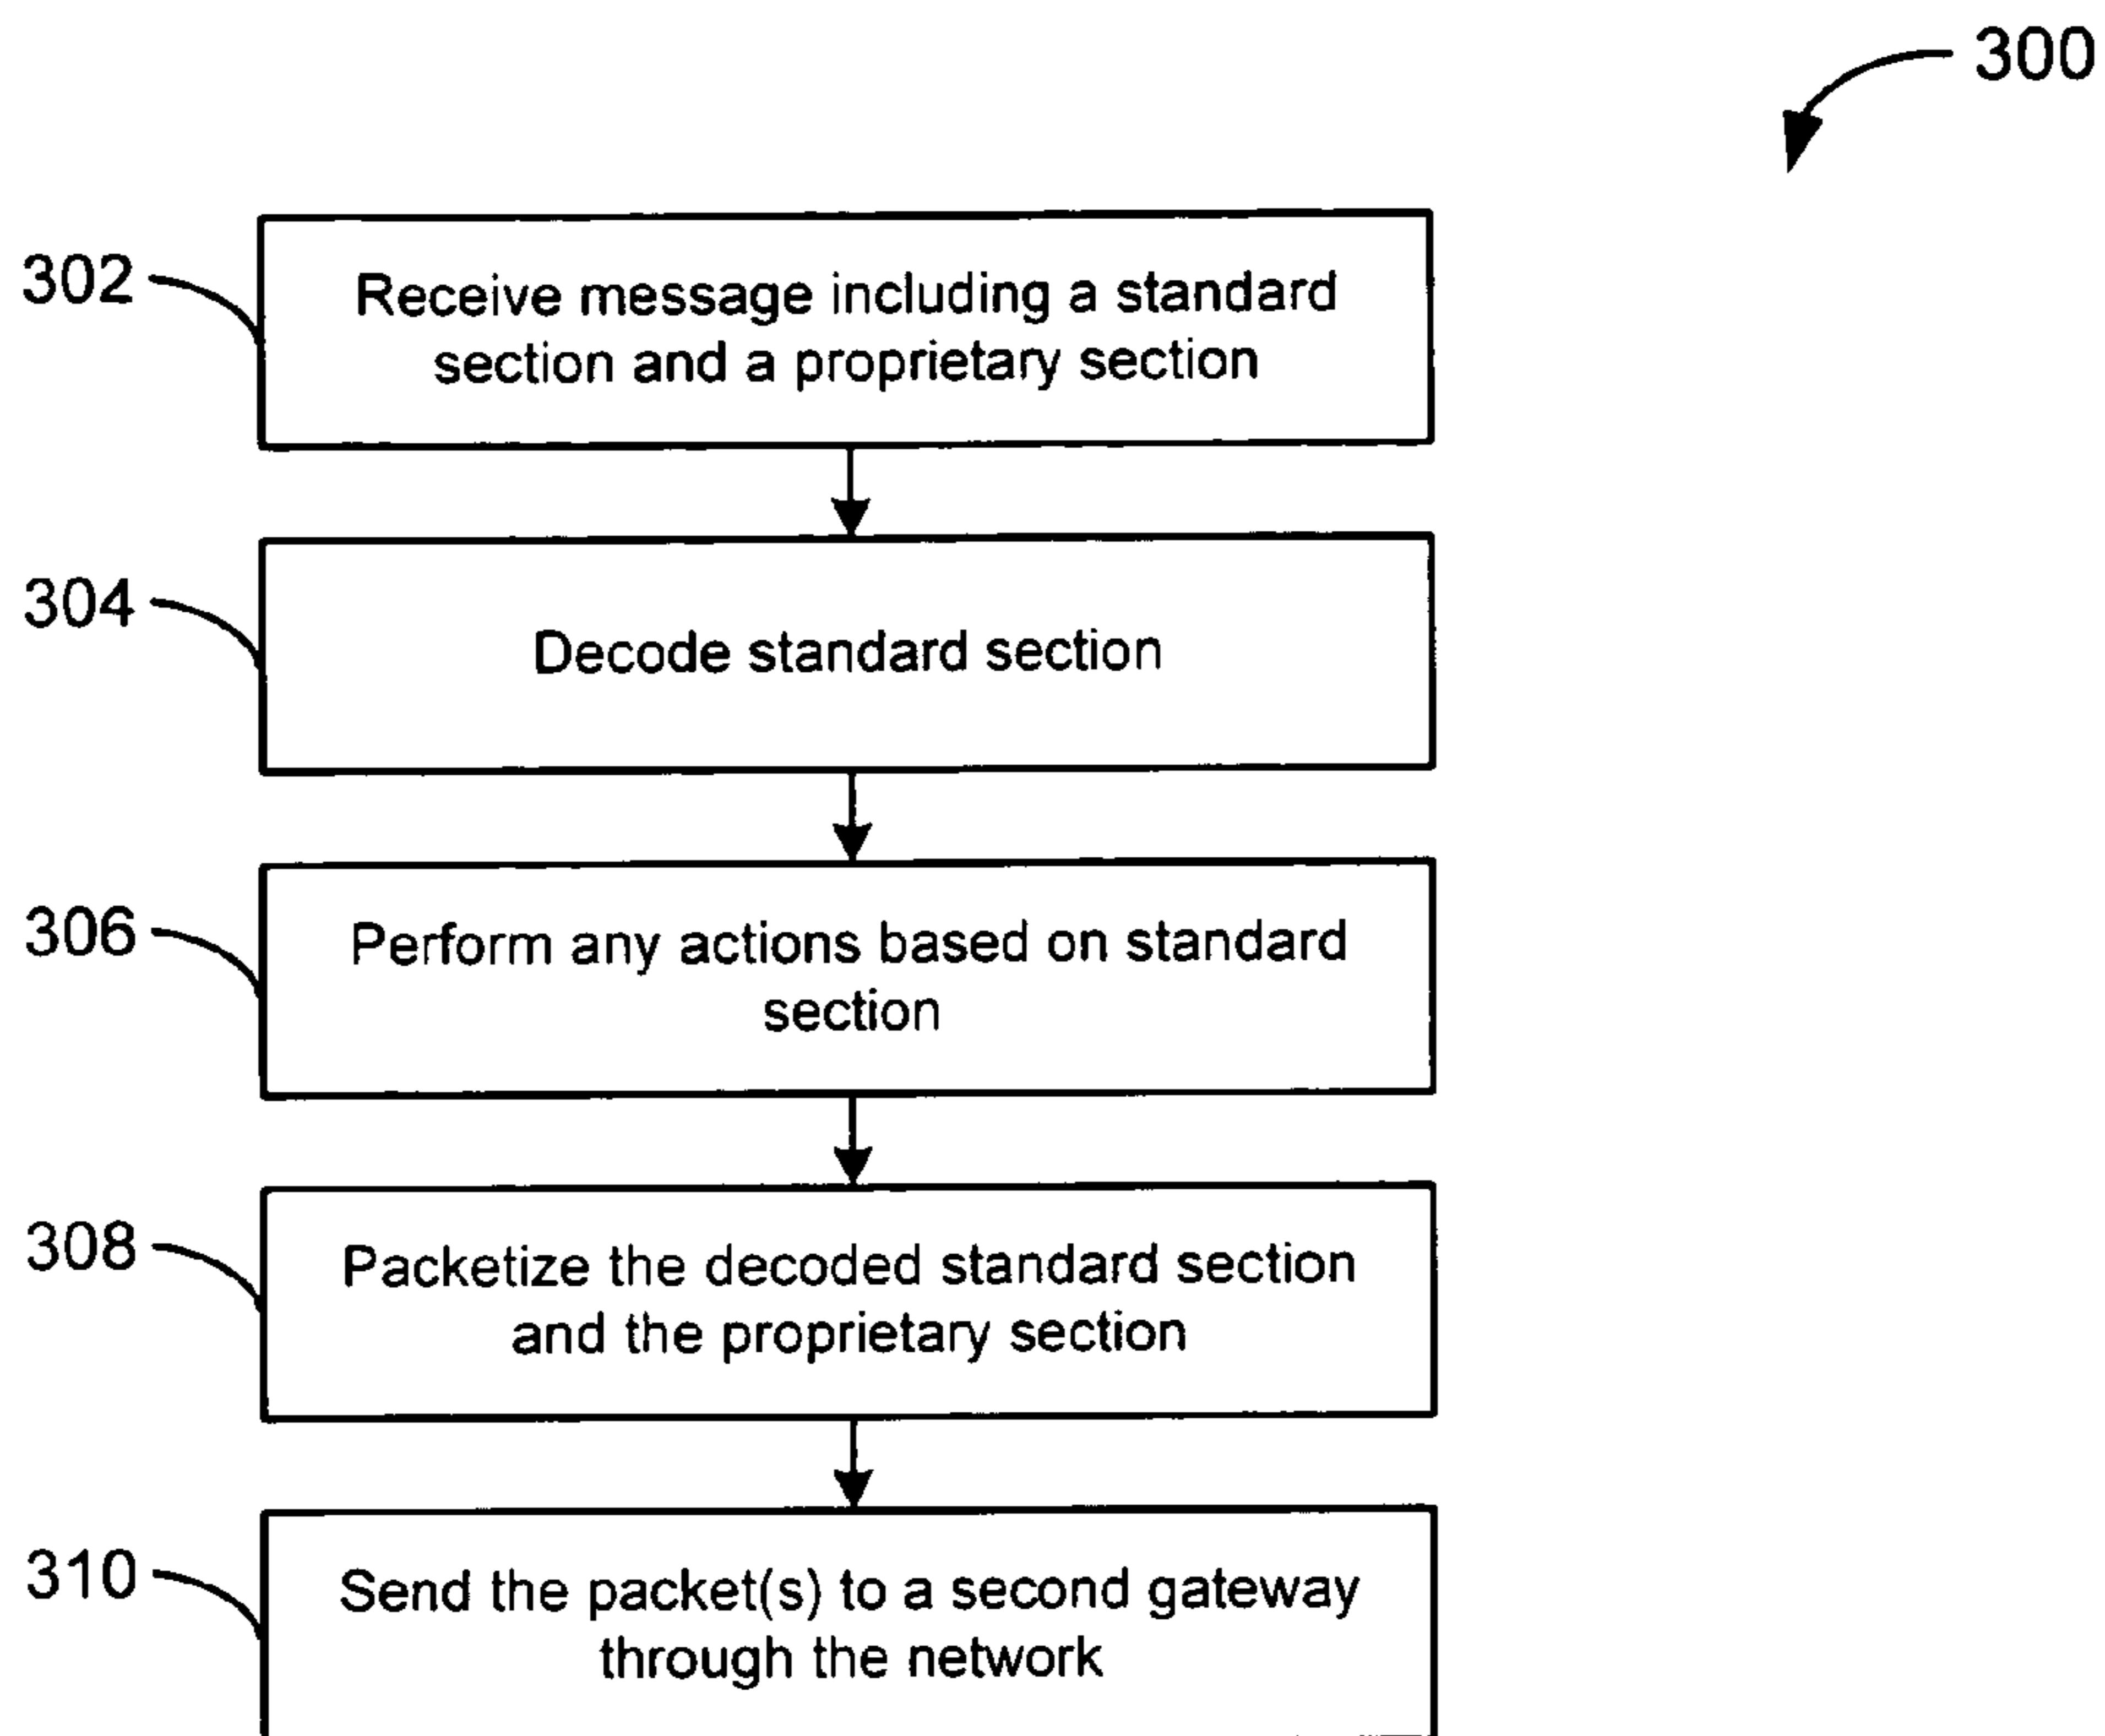 300
302
Receive message including a standard
section and a proprietary section
304
Decode standard section
306
Perform any actions based on standard
section
308
Packetize the decoded standard section
and the proprietary section
310
Send the packet(s) to a second gateway
through the network